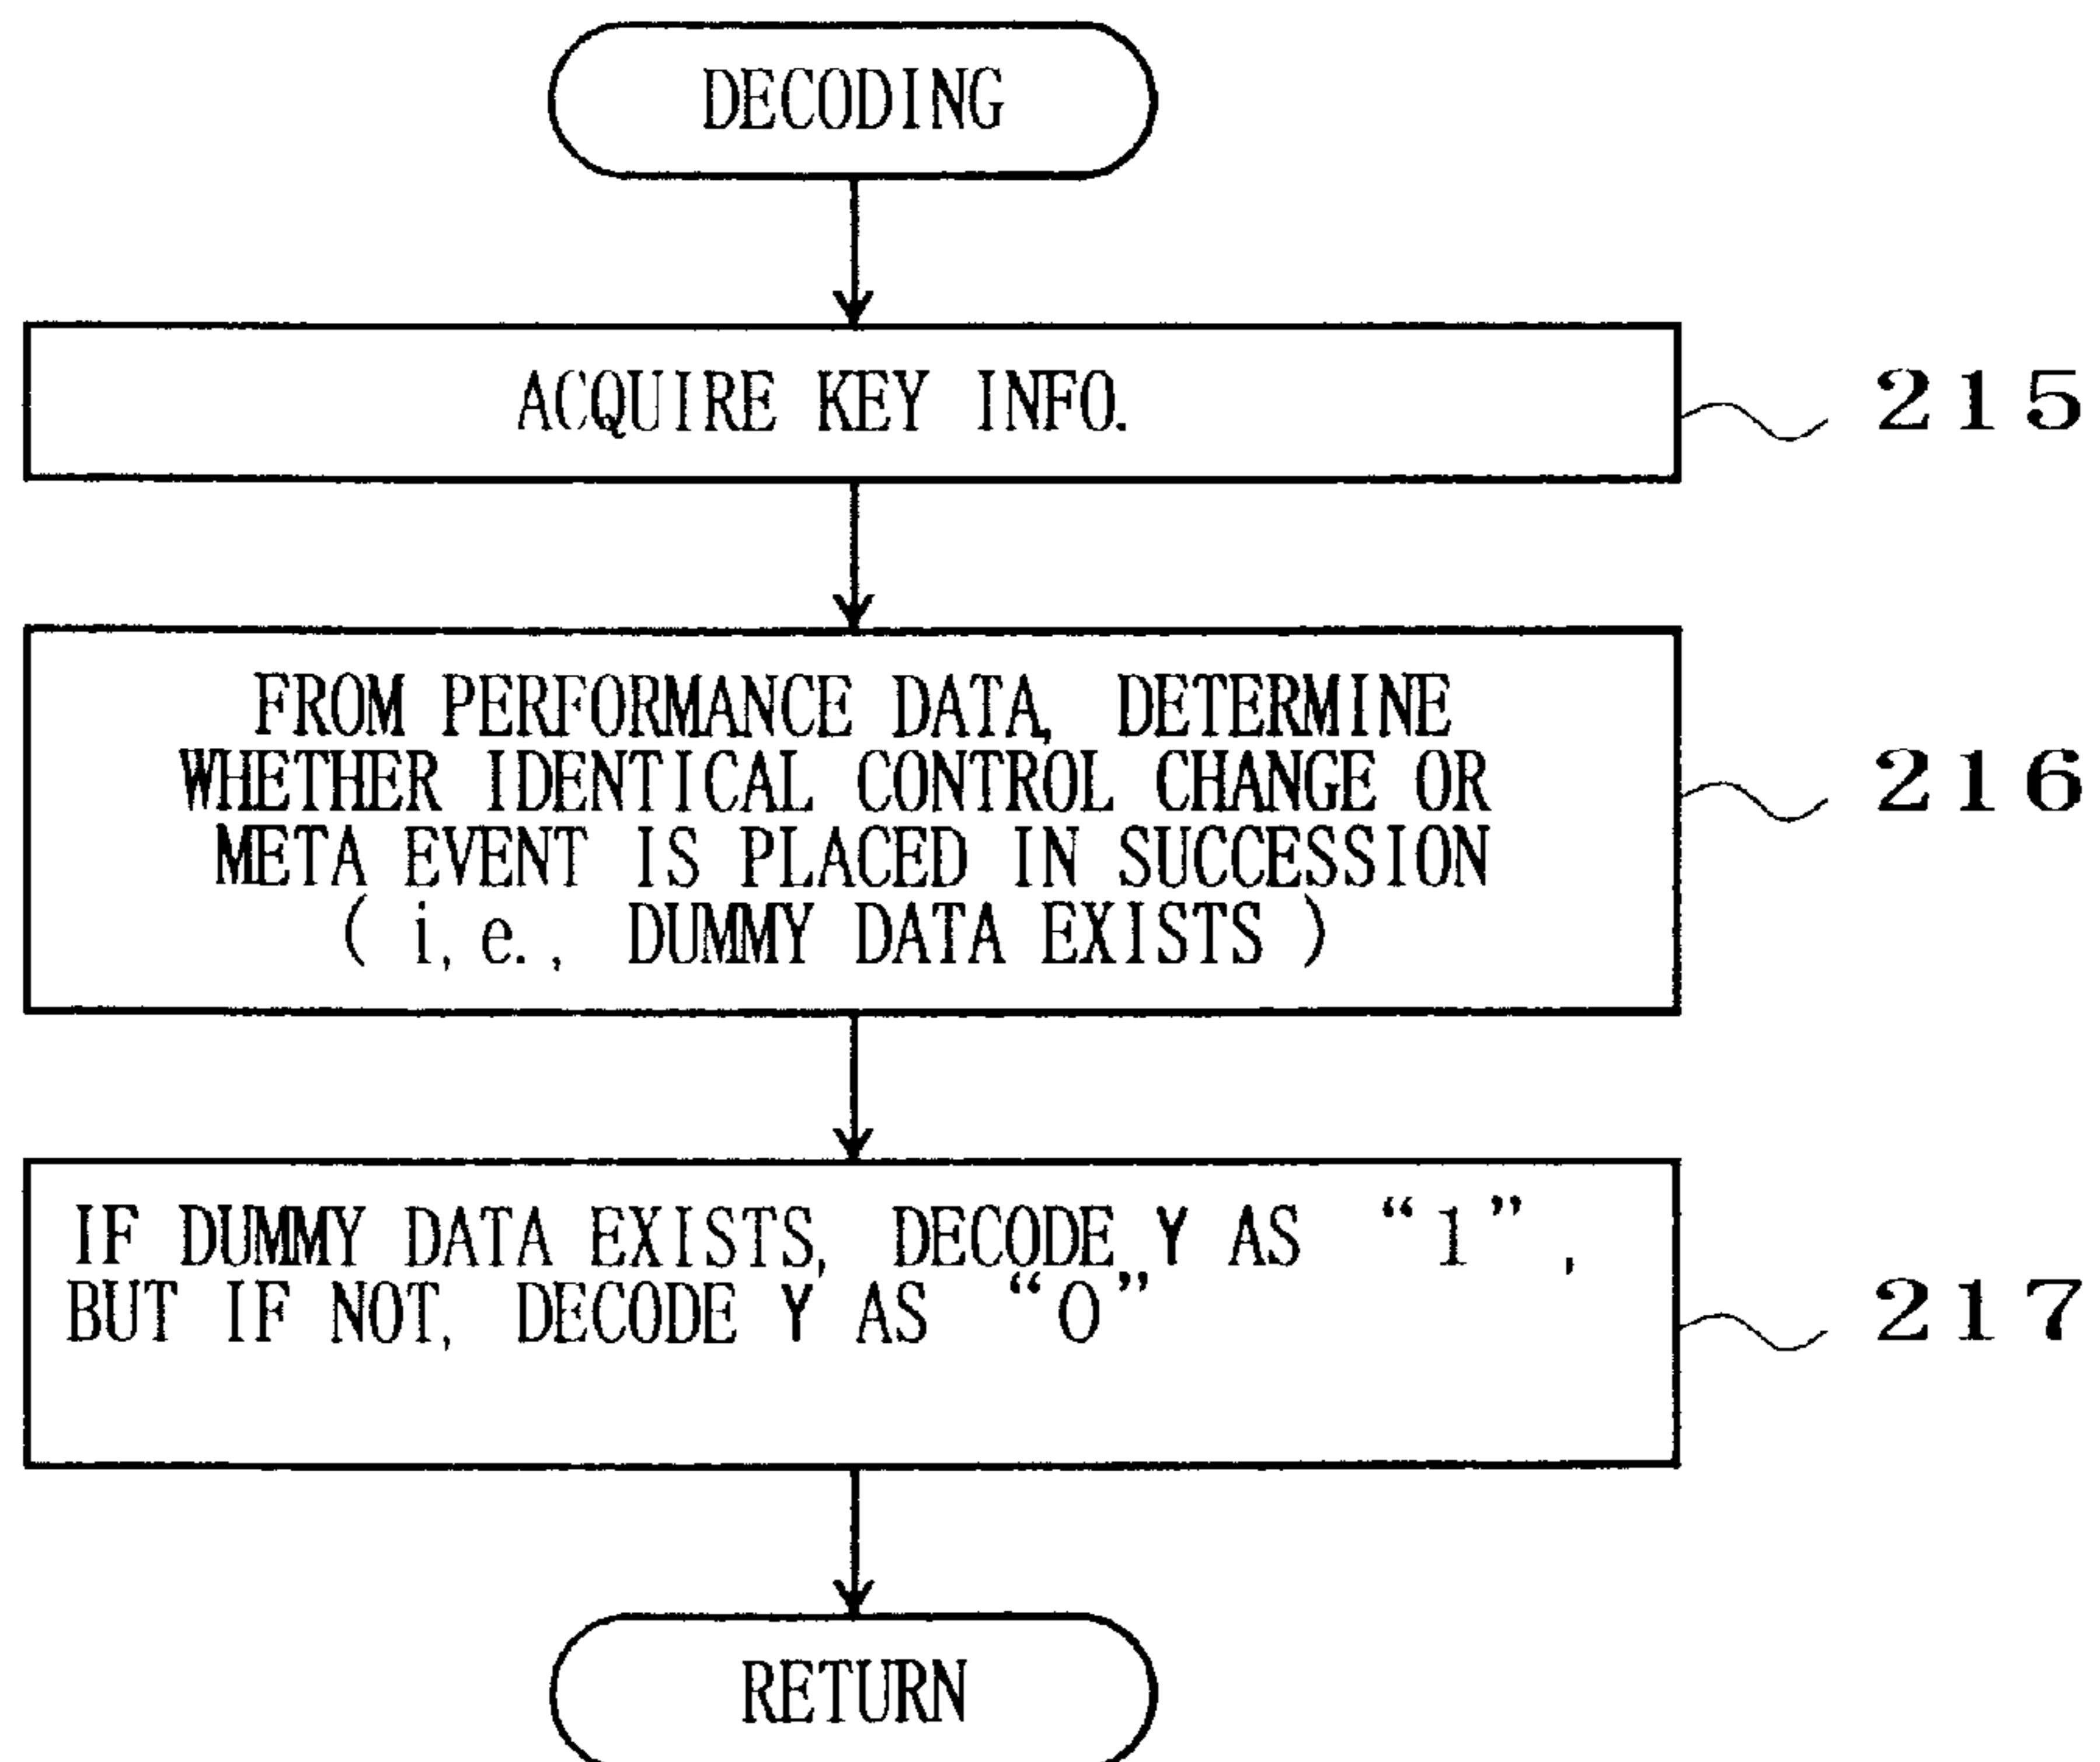 DECODING
ACQUIRE KEY INFO.
215
FROM PERFORMANCE DATA, DETERMINE
WHETHER IDENTICAL CONTROL CHANGE OR
META EVENT IS PLACED IN SUCCESSION
( i, e., DUMMY DATA EXISTS )
216
IF DUMMY DATA EXISTS, DECODE Y AS “1” ,
BUT IF NOT, DECODE Y AS “0”
217
RETURN